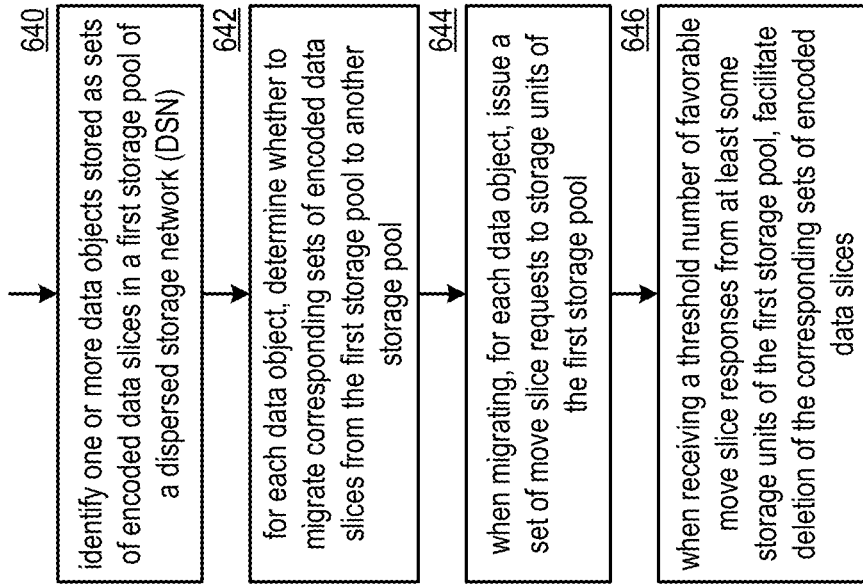 640
identify one or more data objects stored as sets
of encoded data slices in a first storage pool of
a dispersed storage network (DSN)
642
for each data object, determine whether to
migrate corresponding sets of encoded data
slices from the first storage pool to another
storage pool
644
when migrating, for each data object, issue a
set of move slice requests to storage units of
the first storage pool
646
when receiving a threshold number of favorable
move slice responses from at least some
storage units of the first storage pool, facilitate
deletion of the corresponding sets of encoded
data slices